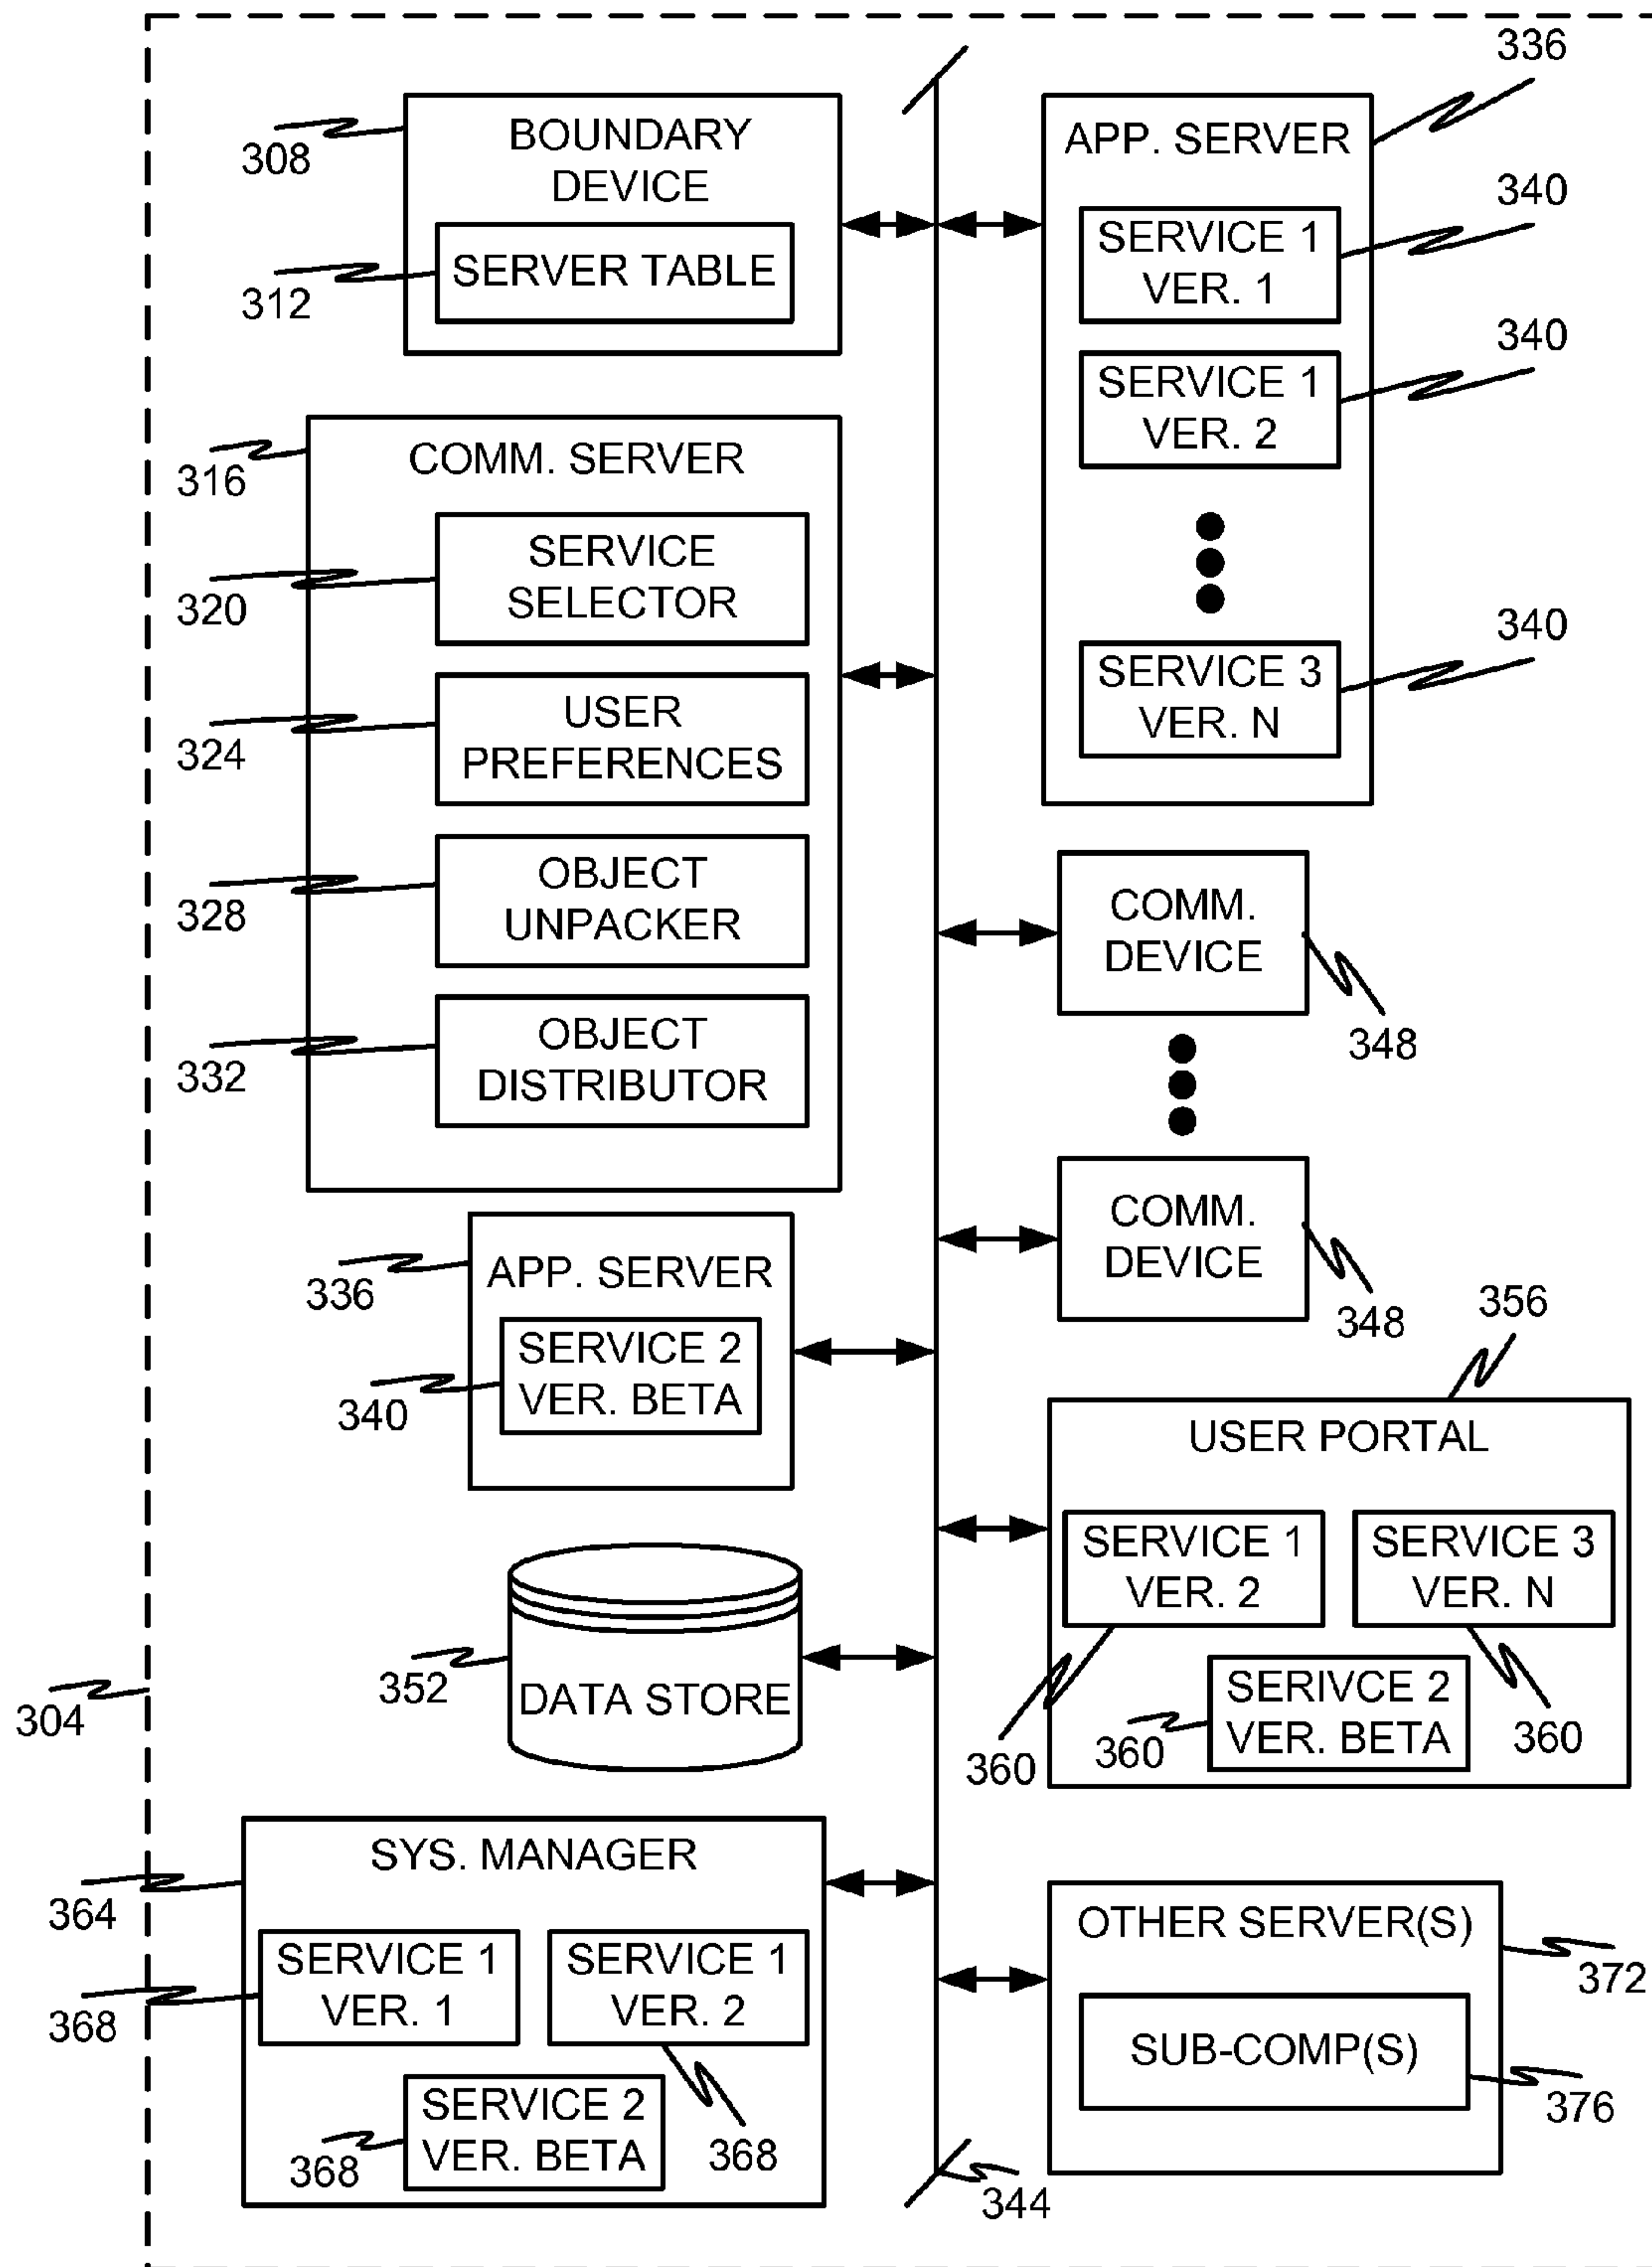 308
BOUNDARY
DEVICE
312
SERVER TABLE
316
COMM. SERVER
320
SERVICE
SELECTOR
324
USER
PREFERENCES
328
OBJECT
UNPACKER
332
OBJECT
DISTRIBUTOR
336
APP. SERVER
340
SERVICE 2
VER. BETA
352
DATA STORE
304
364
SYS. MANAGER
368
SERVICE 1
VER. 1
SERVICE 1
VER. 2
368
368
SERVICE 2
VER. BETA
344
336
APP. SERVER
340
SERVICE 1
VER. 1
340
SERVICE 1
VER. 2
340
SERVICE 3
VER. N
COMM.
DEVICE
348
COMM.
DEVICE
348
356
USER PORTAL
SERVICE 1
VER. 2
SERVICE 3
VER. N
360
360
SERIVCE 2
VER. BETA
360
OTHER SERVER(S)
372
SUB-COMP(S)
376